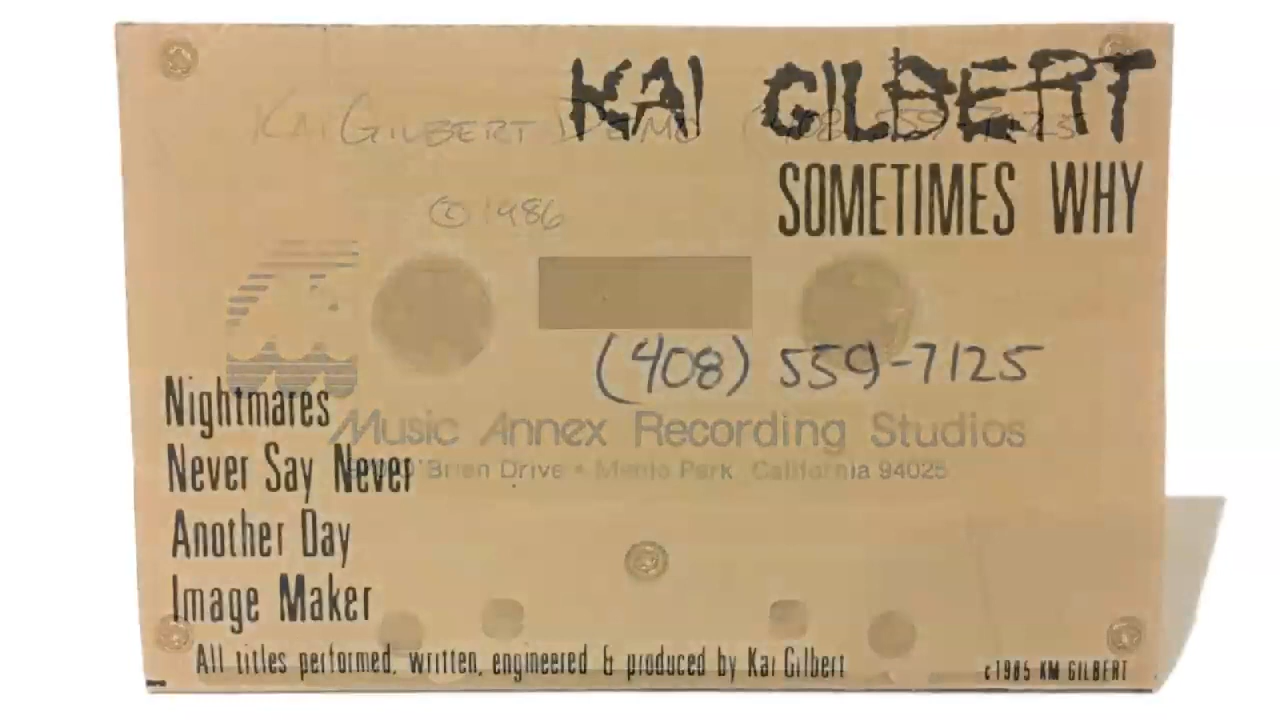 KAI GILBERT
KAI GILBERT DEMO (408) 559-7125
SOMETIMES WHY
© 1986
(408) 559-7125
Nightmares
Music Annex Recording Studios
Never Say Never
O'Brien Drive • Menlo Park, California 94025
Another Day
Image Maker
All titles performed, written, engineered & produced by Kai Gilbert
c1985 KM GILBERT